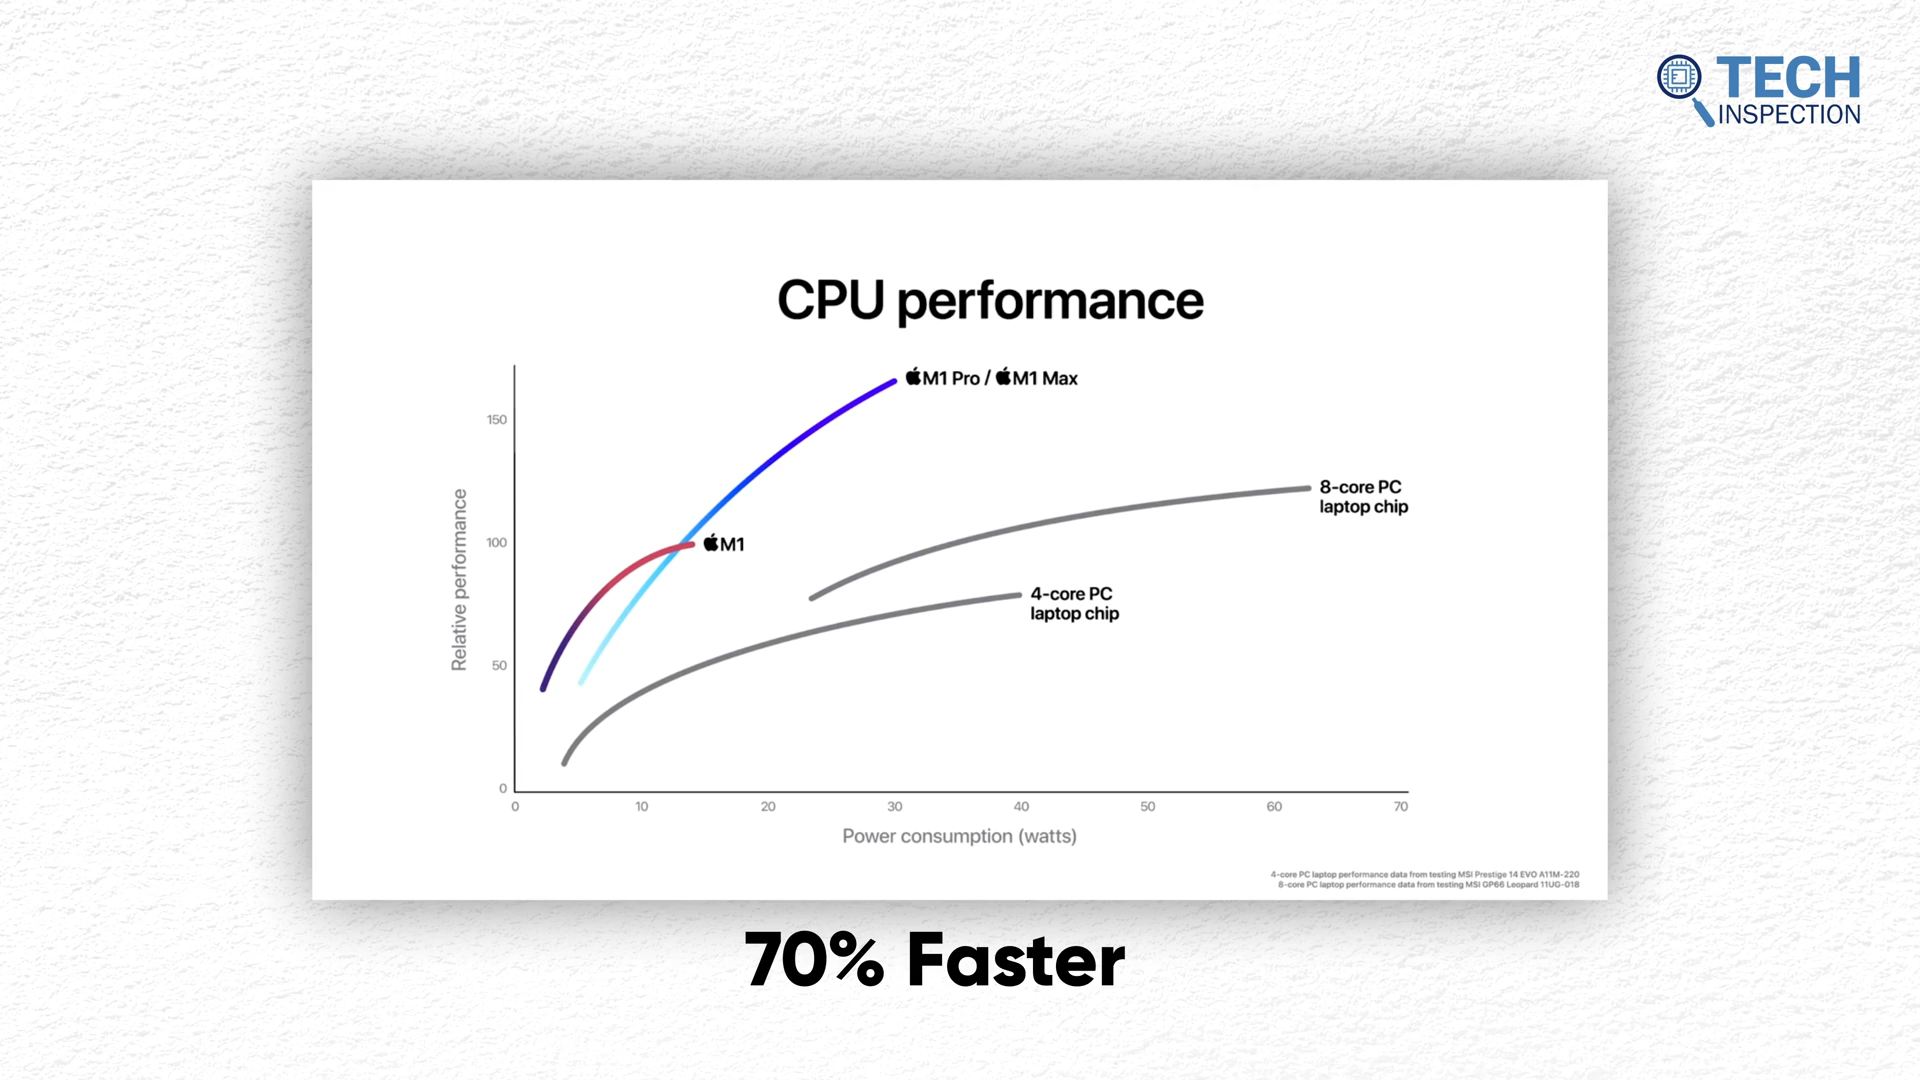 TECH
INSPECTION
CPU performance
M1 Pro / M1 Max
150
8-core PC
laptop chip
100
M1
Relative performance
4-core PC
laptop chip
50
0
0 10 20 30 40 50 60 70
Power consumption (watts)
4-core PC laptop performance data from testing MSI Prestige 14 EVO A11M-220
8-core PC laptop performance data from testing MSI GP66 Leopard 11UG-018
70% Faster